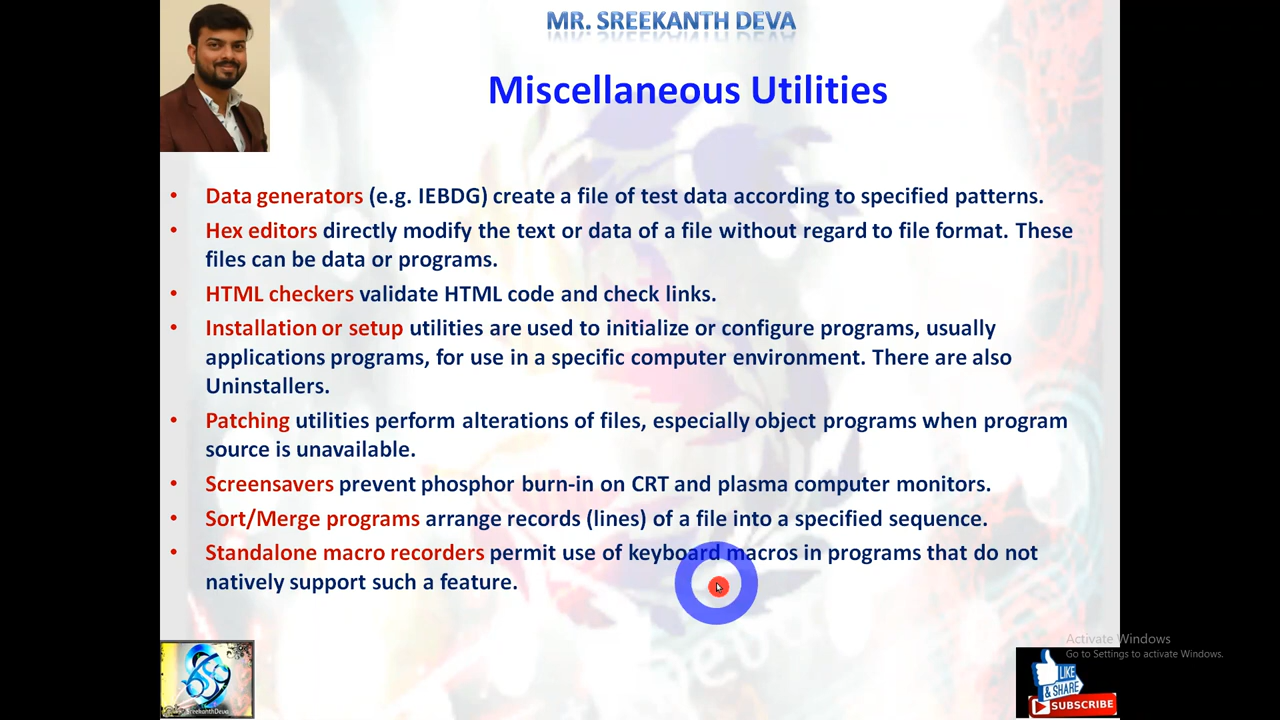 MR. SREEKANTH DEVA
Miscellaneous Utilities
• Data generators (e.g. IEBDG) create a file of test data according to specified patterns.
• Hex editors directly modify the text or data of a file without regard to file format. These
files can be data or programs.
• HTML checkers validate HTML code and check links.
• Installation or setup utilities are used to initialize or configure programs, usually
applications programs, for use in a specific computer environment. There are also
Uninstallers.
• Patching utilities perform alterations of files, especially object programs when program
source is unavailable.
• Screensavers prevent phosphor burn-in on CRT and plasma computer monitors.
• Sort/Merge programs arrange records (lines) of a file into a specified sequence.
• Standalone macro recorders permit use of keyboard macros in programs that do not
natively support such a feature.
Activate Windows
Go to Settings to activate Windows.
LIKE
& SHARE
SUBSCRIBE
SreekanthDeva